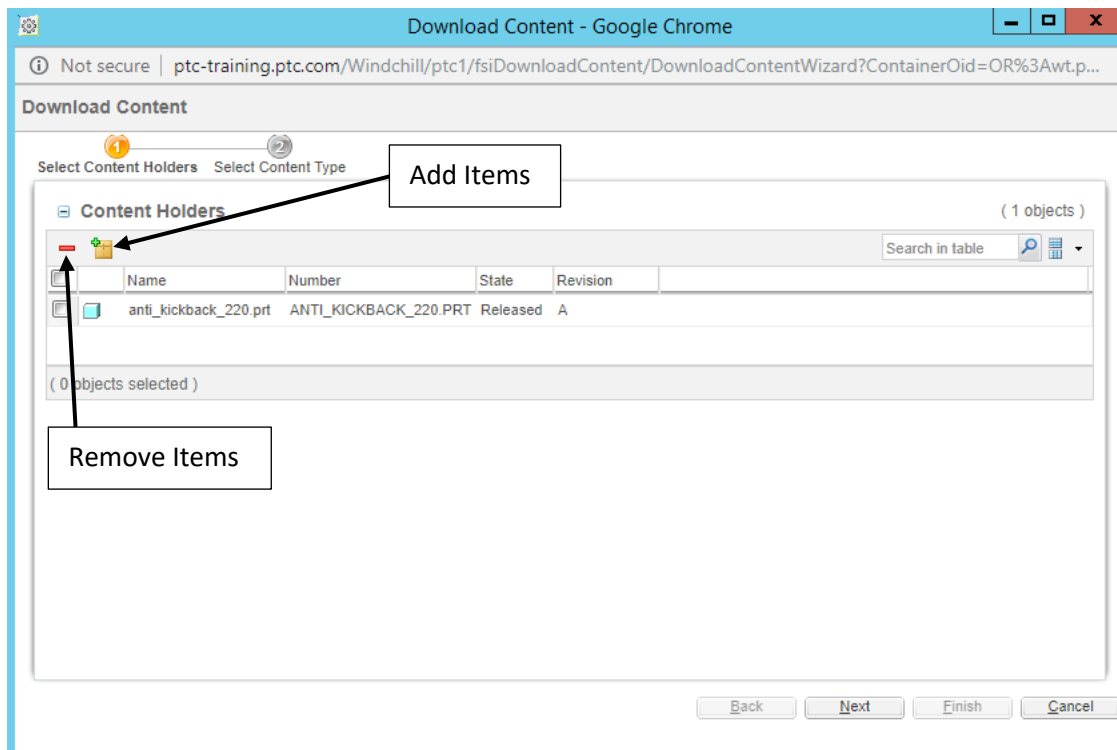 Download Content - Google Chrome
Not secure | ptc-training.ptc.com/Windchill/ptc1/fsiDownloadContent/DownloadContentWizard?ContainerOid=OR%3Awt.p...
Download Content
1 2
Select Content Holders Select Content Type
Add Items
Content Holders ( 1 objects )
Search in table
Name Number State Revision
anti_kickback_220.prt ANTI_KICKBACK_220.PRT Released A
( 0 objects selected )
Remove Items
Back Next Finish Cancel